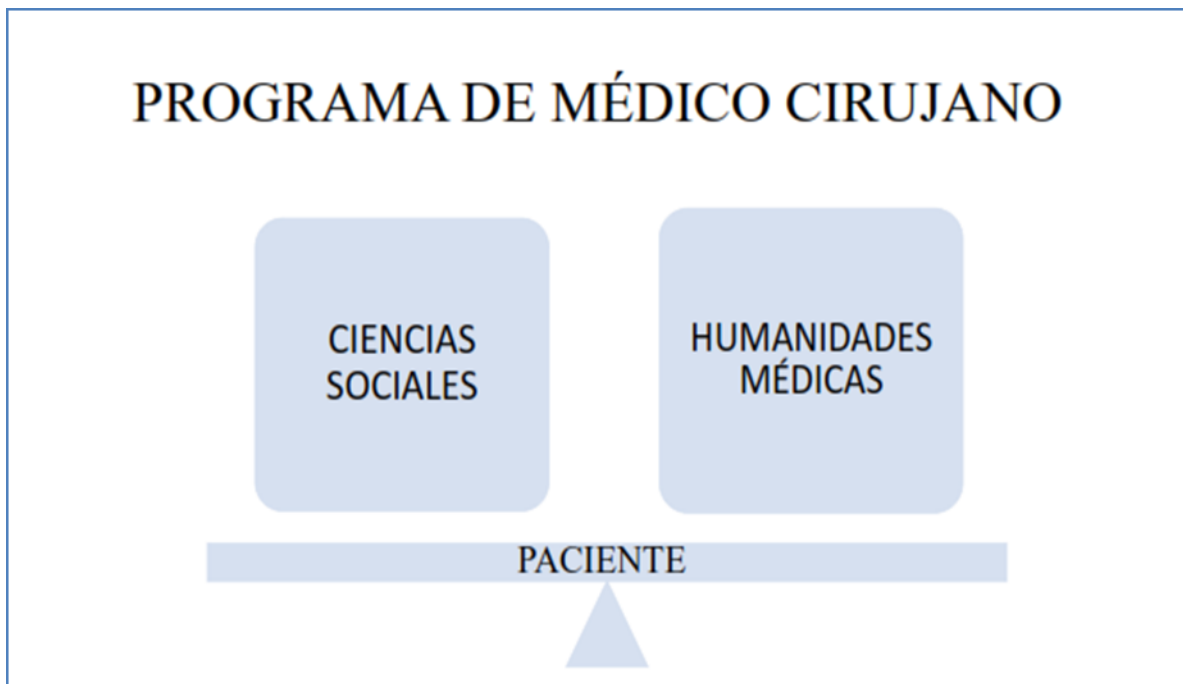 PROGRAMA DE MÉDICO CIRUJANO
CIENCIAS
SOCIALES
HUMANIDADES
MÉDICAS
PACIENTE